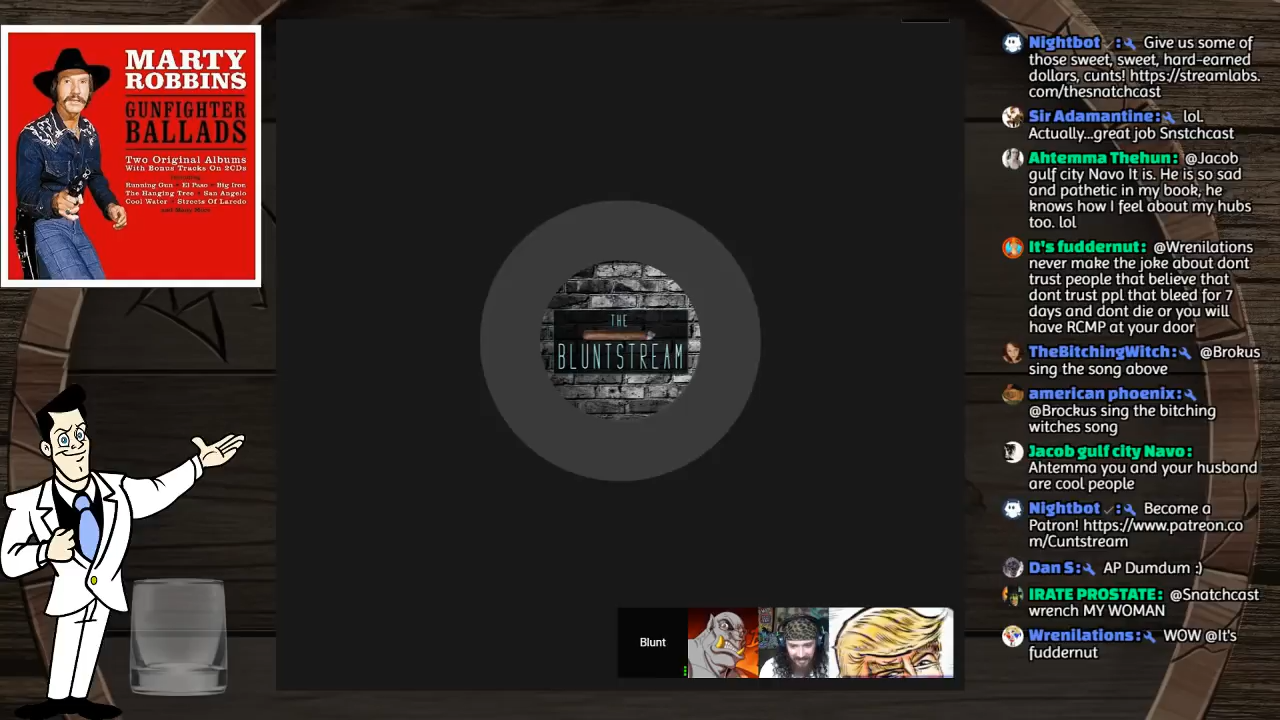 MARTY
ROBBINS
GUNFIGHTER
BALLADS
Two Original Albums
With Bonus Tracks On 2CDs
Running Gun • El Paso • Big Iron
The Hanging Tree • San Angelo
Cool Water • Streets Of Laredo
and Many More
THE
BLUNTSTREAM
Blunt
Nightbot : Give us some of
those sweet, sweet, hard-earned
dollars, cunts! https://streamlabs.
com/thesnatchcast
Sir Adamantine: lol.
Actually...great job Snstchcast
Ahtemma Thehun: @Jacob
gulf city Navo It is. He is so sad
and pathetic in my book, he
knows how I feel about my hubs
too. lol
It's fuddernut: @Wrenilations
never make the joke about dont
trust people that believe that
dont trust ppl that bleed for 7
days and dont die or you will
have RCMP at your door
TheBitchingWitch: @Brokus
sing the song above
american phoenix:
@Brockus sing the bitching
witches song
Jacob gulf city Navo:
Ahtemma you and your husband
are cool people
Nightbot : Become a
Patron! https://www.patreon.co
m/Cuntstream
Dan S: AP Dumdum :)
IRATE PROSTATE: @Snatchcast
wrench MY WOMAN
Wrenilations: WOW @It's
fuddernut